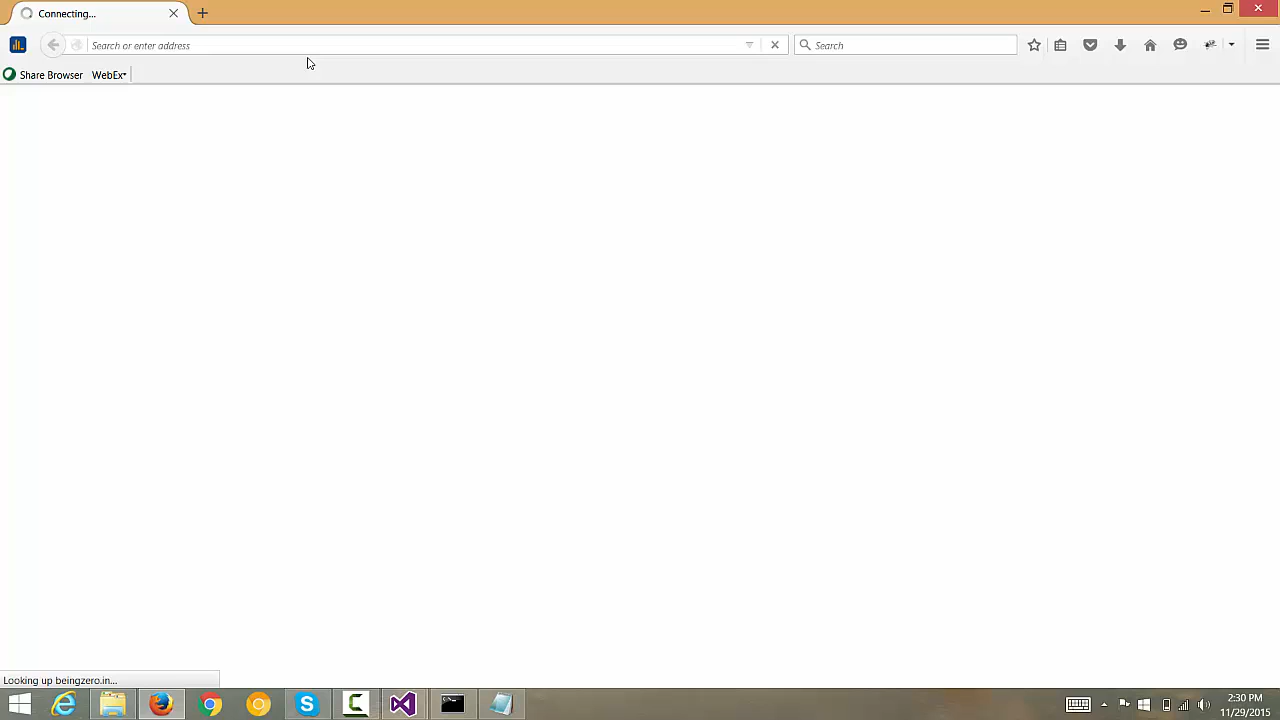 Connecting...
Search or enter address
Search
Share Browser WebEx
Looking up beingzero.in...
2:30 PM
11/29/2015